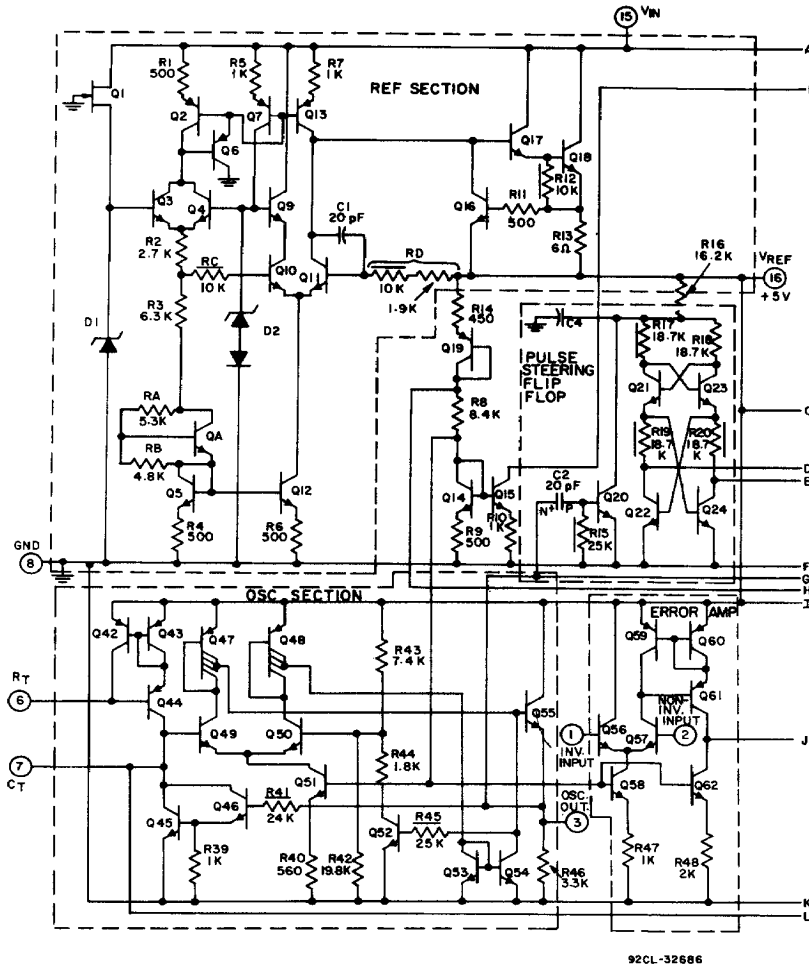 15 VIN
A
R1 500
R5 1K
R7 1K
REF SECTION
Q1
Q2
Q7
Q13
Q6
Q17
Q18
R12 10K
Q3
Q4
Q9
C1 20 pF
Q16
R11 500
R13 6Ω
R2 2.7 K
RC 10 K
Q10
Q11
RD
10K
1.9K
R16 16.2K
VREF
16
+5V
R3 6.3K
D1
D2
R14 450
C4
R17 18.7K
R18 18.7K
Q19
PULSE STEERING FLIP FLOP
Q21
Q23
R8 8.4K
RA 5.3K
QA
RB 4.8K
R19 18.7 K
R20 18.7 K
C
D
E
Q5
Q12
Q14
Q15
C2 20 pF
N+ P
Q20
Q22
Q24
R4 500
R6 500
R9 500
R10 1K
R15 25K
GND
8
F
G
H
I
OSC SECTION
ERROR AMP
Q42
Q43
Q47
Q48
R43 7.4K
Q59
Q60
RT
6
Q44
Q55
Q61
NON-INV. INPUT
Q49
Q50
1
INV. INPUT
Q56
Q57
2
J
7
CT
R44 1.8K
Q51
Q58
Q62
OSC. OUT.
3
Q45
Q46
R41 24K
Q52
R45 25K
R39 1K
R40 560
R42 19.8K
Q53
Q54
R46 3.3K
R47 1K
R48 2K
K
L
92CL-32686